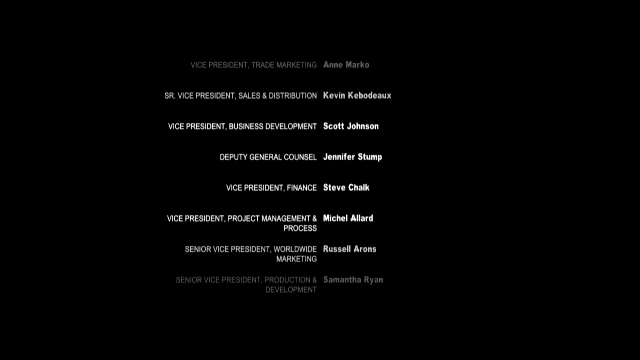 VICE PRESIDENT, TRADE MARKETING Anne Marko
SR. VICE PRESIDENT, SALES & DISTRIBUTION Kevin Kebodeaux
VICE PRESIDENT, BUSINESS DEVELOPMENT Scott Johnson
DEPUTY GENERAL COUNSEL Jennifer Stump
VICE PRESIDENT, FINANCE Steve Chalk
VICE PRESIDENT, PROJECT MANAGEMENT & Michel Allard
PROCESS
SENIOR VICE PRESIDENT, WORLDWIDE Russell Arons
MARKETING
SENIOR VICE PRESIDENT, PRODUCTION & Samantha Ryan
DEVELOPMENT